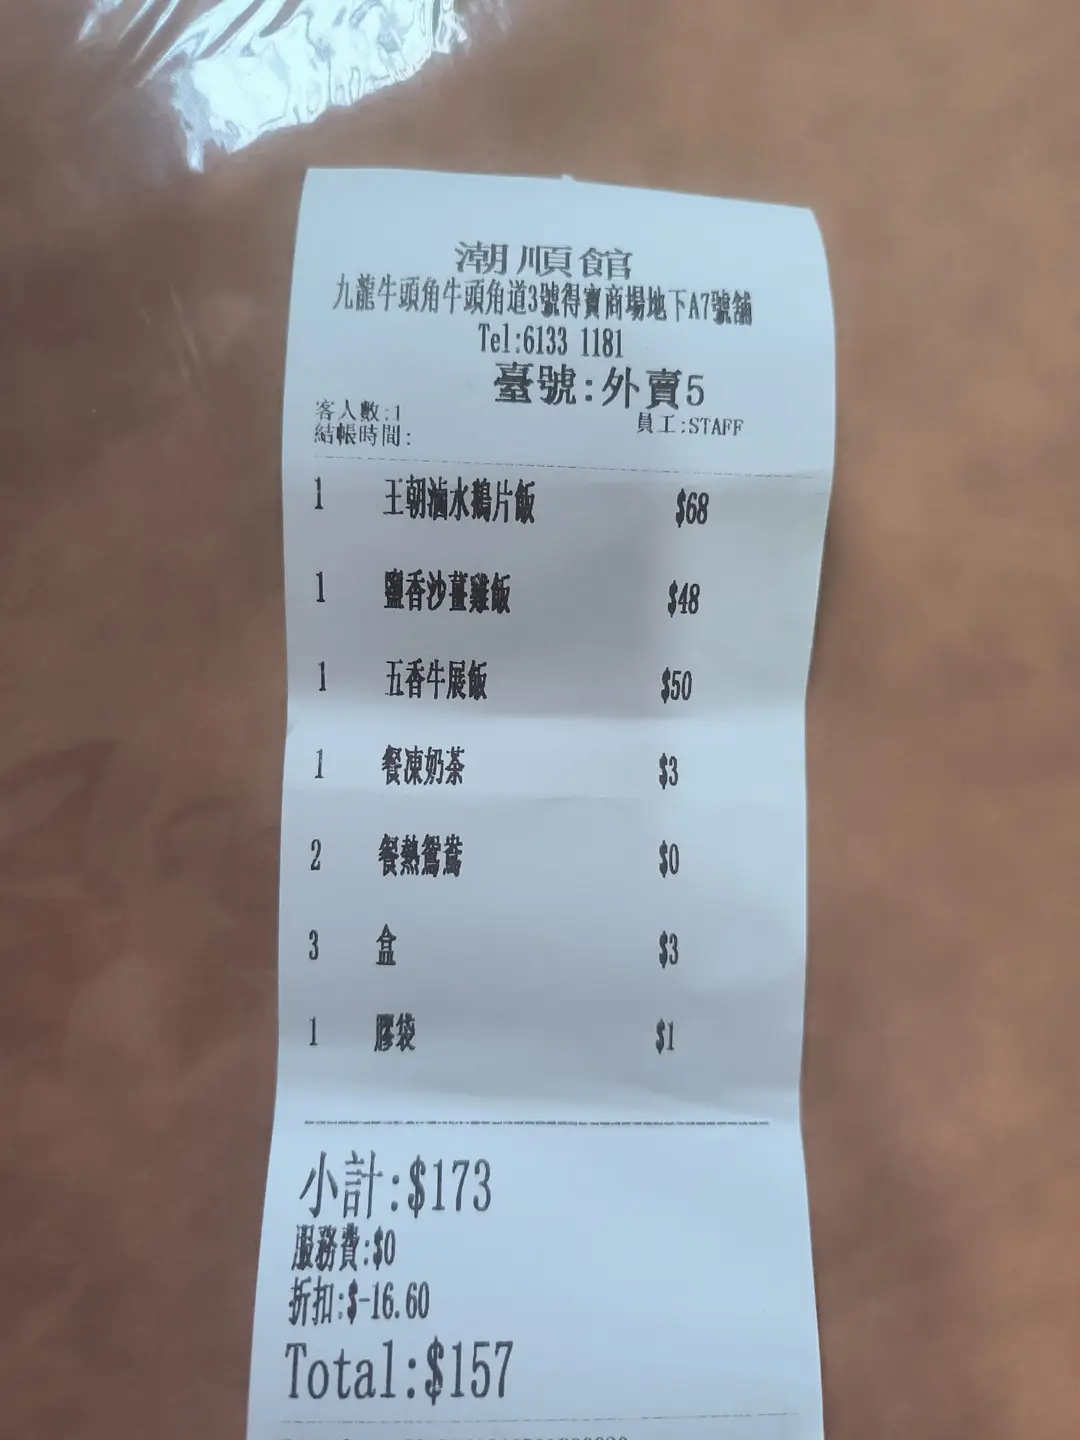 潮順館
九龍牛頭角牛頭角道3號得寶商場地下A7號舖
Tel:6133 1181
臺號:外賣5
客人數:1
員工:STAFF
結帳時間:
1 王朝滷水鵝片飯 $68
1 鹽香沙薑雞飯 $48
1 五香牛展飯 $50
1 餐凍奶茶 $3
2 餐熱鴛鴦 $0
3 盒 $3
1 膠袋 $1
小計:$173
服務費:$0
折扣:$-16.60
Total:$157